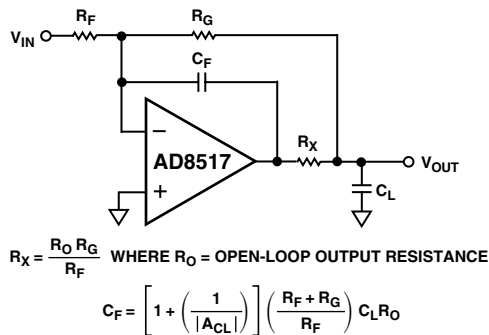 R_F
R_G
V_IN
C_F
−
AD8517
+
R_X
V_OUT
C_L
R_X = R_O R_G / R_F WHERE R_O = OPEN-LOOP OUTPUT RESISTANCE
C_F = [1 + (1 / |A_CL|)] (R_F + R_G / R_F) C_L R_O